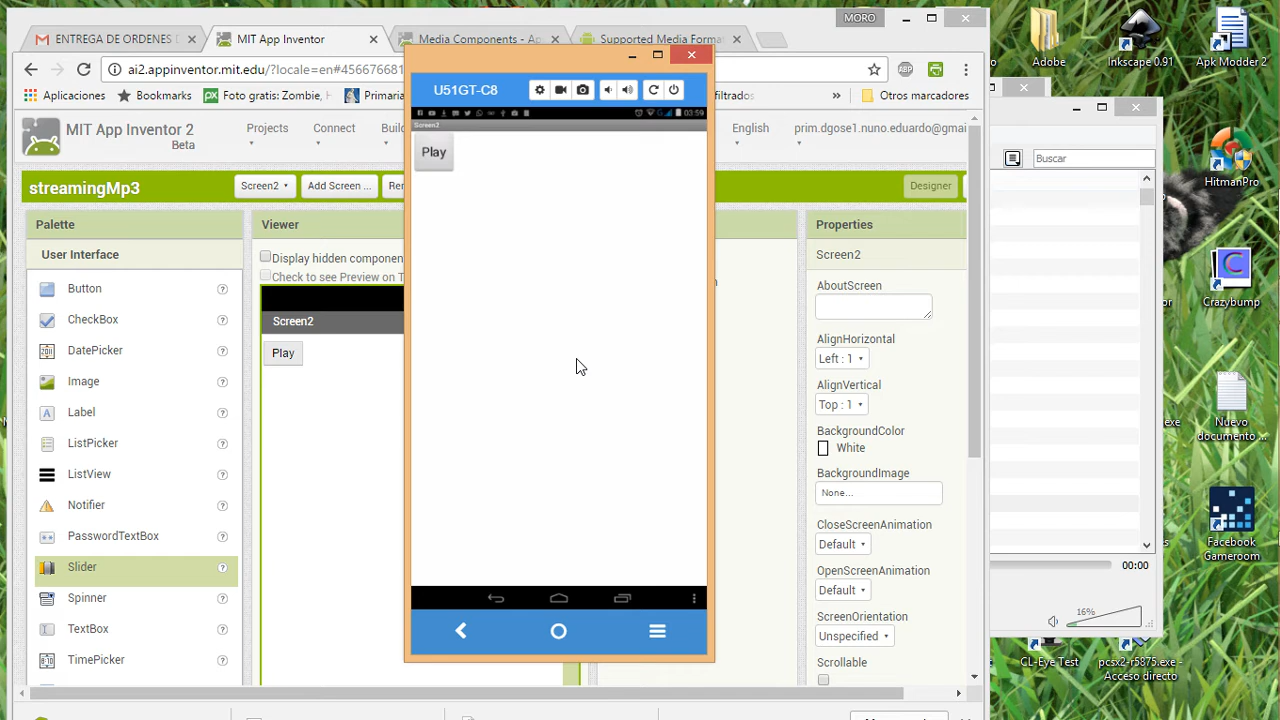 MORO
ENTREGA DE ORDENES D
MIT App Inventor
Media Components - A
Supported Media Forma
ai2.appinventor.mit.edu/?locale=en#456676681
ABP
Aplicaciones
Bookmarks
Foto gratis: Zombie, H
Primaria
filtrados
»
Otros marcadores
MIT App Inventor 2
Beta
Projects
Connect
English
prim.dgose1.nuno.eduardo@gmai
streamingMp3
Screen2
Add Screen ...
Designer
Palette
Viewer
Properties
User Interface
Display hidden componen
Check to see Preview on T
Screen2
Play
Button
CheckBox
DatePicker
Image
Label
ListPicker
ListView
Notifier
PasswordTextBox
Slider
Spinner
TextBox
TimePicker
U51GT-C8
03:59
Screen2
Play
Screen2
AboutScreen
AlignHorizontal
Left : 1
AlignVertical
Top : 1
BackgroundColor
White
BackgroundImage
None...
CloseScreenAnimation
Default
OpenScreenAnimation
Default
ScreenOrientation
Unspecified
Scrollable
Buscar
00:00
16%
Adobe
Inkscape 0.91
Apk Modder 2
HitmanPro
Crazybump
Nuevo
documento ...
Facebook
Gameroom
CL-Eye Test
pcsx2-r5875.exe -
Acceso directo